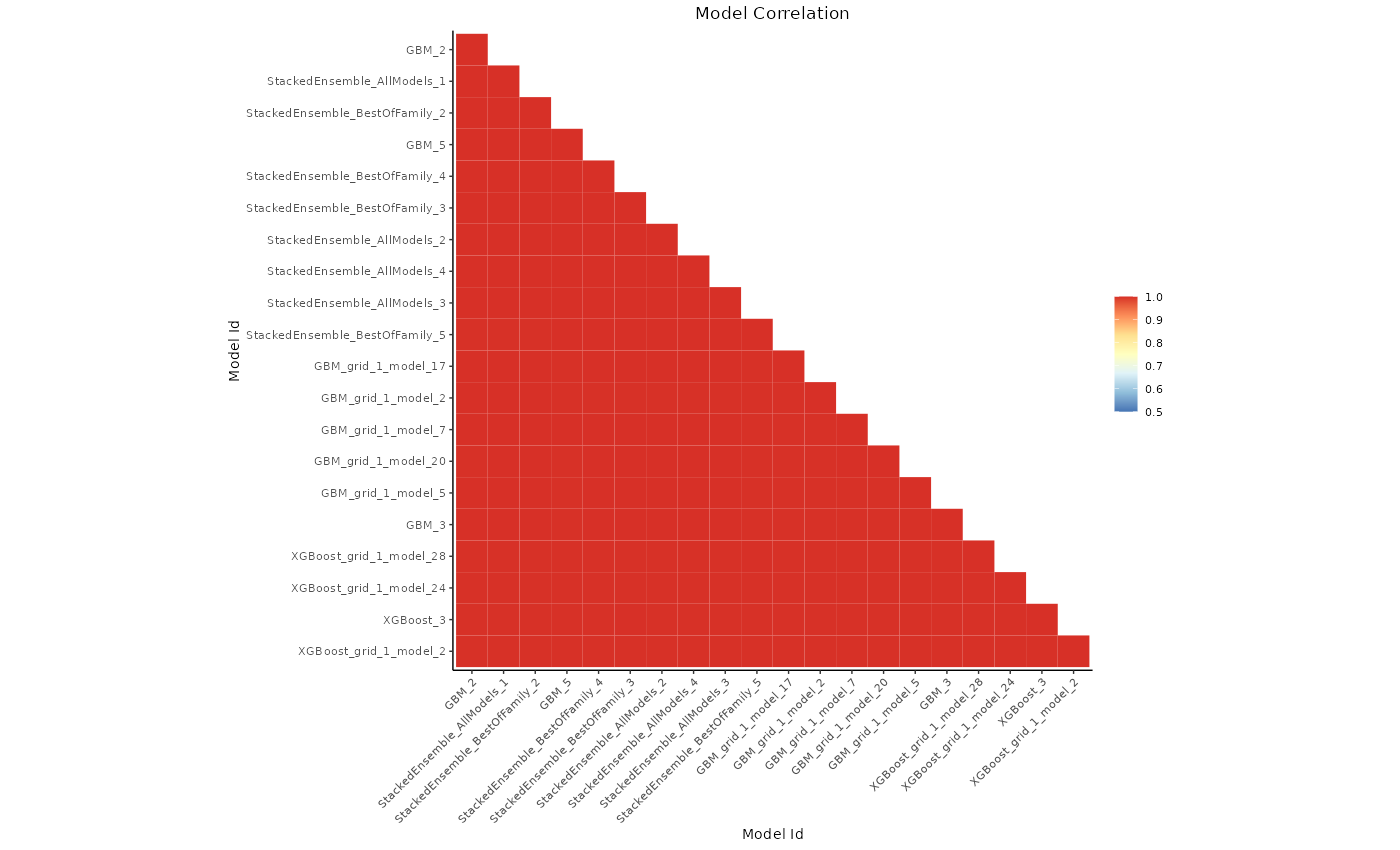 Model Correlation
Model Id
GBM_2
StackedEnsemble_AllModels_1
StackedEnsemble_BestOfFamily_2
GBM_5
StackedEnsemble_BestOfFamily_4
StackedEnsemble_BestOfFamily_3
StackedEnsemble_AllModels_2
StackedEnsemble_AllModels_4
StackedEnsemble_AllModels_3
StackedEnsemble_BestOfFamily_5
GBM_grid_1_model_17
GBM_grid_1_model_2
GBM_grid_1_model_7
GBM_grid_1_model_20
GBM_grid_1_model_5
GBM_3
XGBoost_grid_1_model_28
XGBoost_grid_1_model_24
XGBoost_3
XGBoost_grid_1_model_2
1.0
0.9
0.8
0.7
0.6
0.5
GBM_2
StackedEnsemble_AllModels_1
StackedEnsemble_BestOfFamily_2
GBM_5
StackedEnsemble_BestOfFamily_4
StackedEnsemble_BestOfFamily_3
StackedEnsemble_AllModels_2
StackedEnsemble_AllModels_4
StackedEnsemble_AllModels_3
StackedEnsemble_BestOfFamily_5
GBM_grid_1_model_17
GBM_grid_1_model_2
GBM_grid_1_model_7
GBM_grid_1_model_20
GBM_grid_1_model_5
GBM_3
XGBoost_grid_1_model_28
XGBoost_grid_1_model_24
XGBoost_3
XGBoost_grid_1_model_2
Model Id